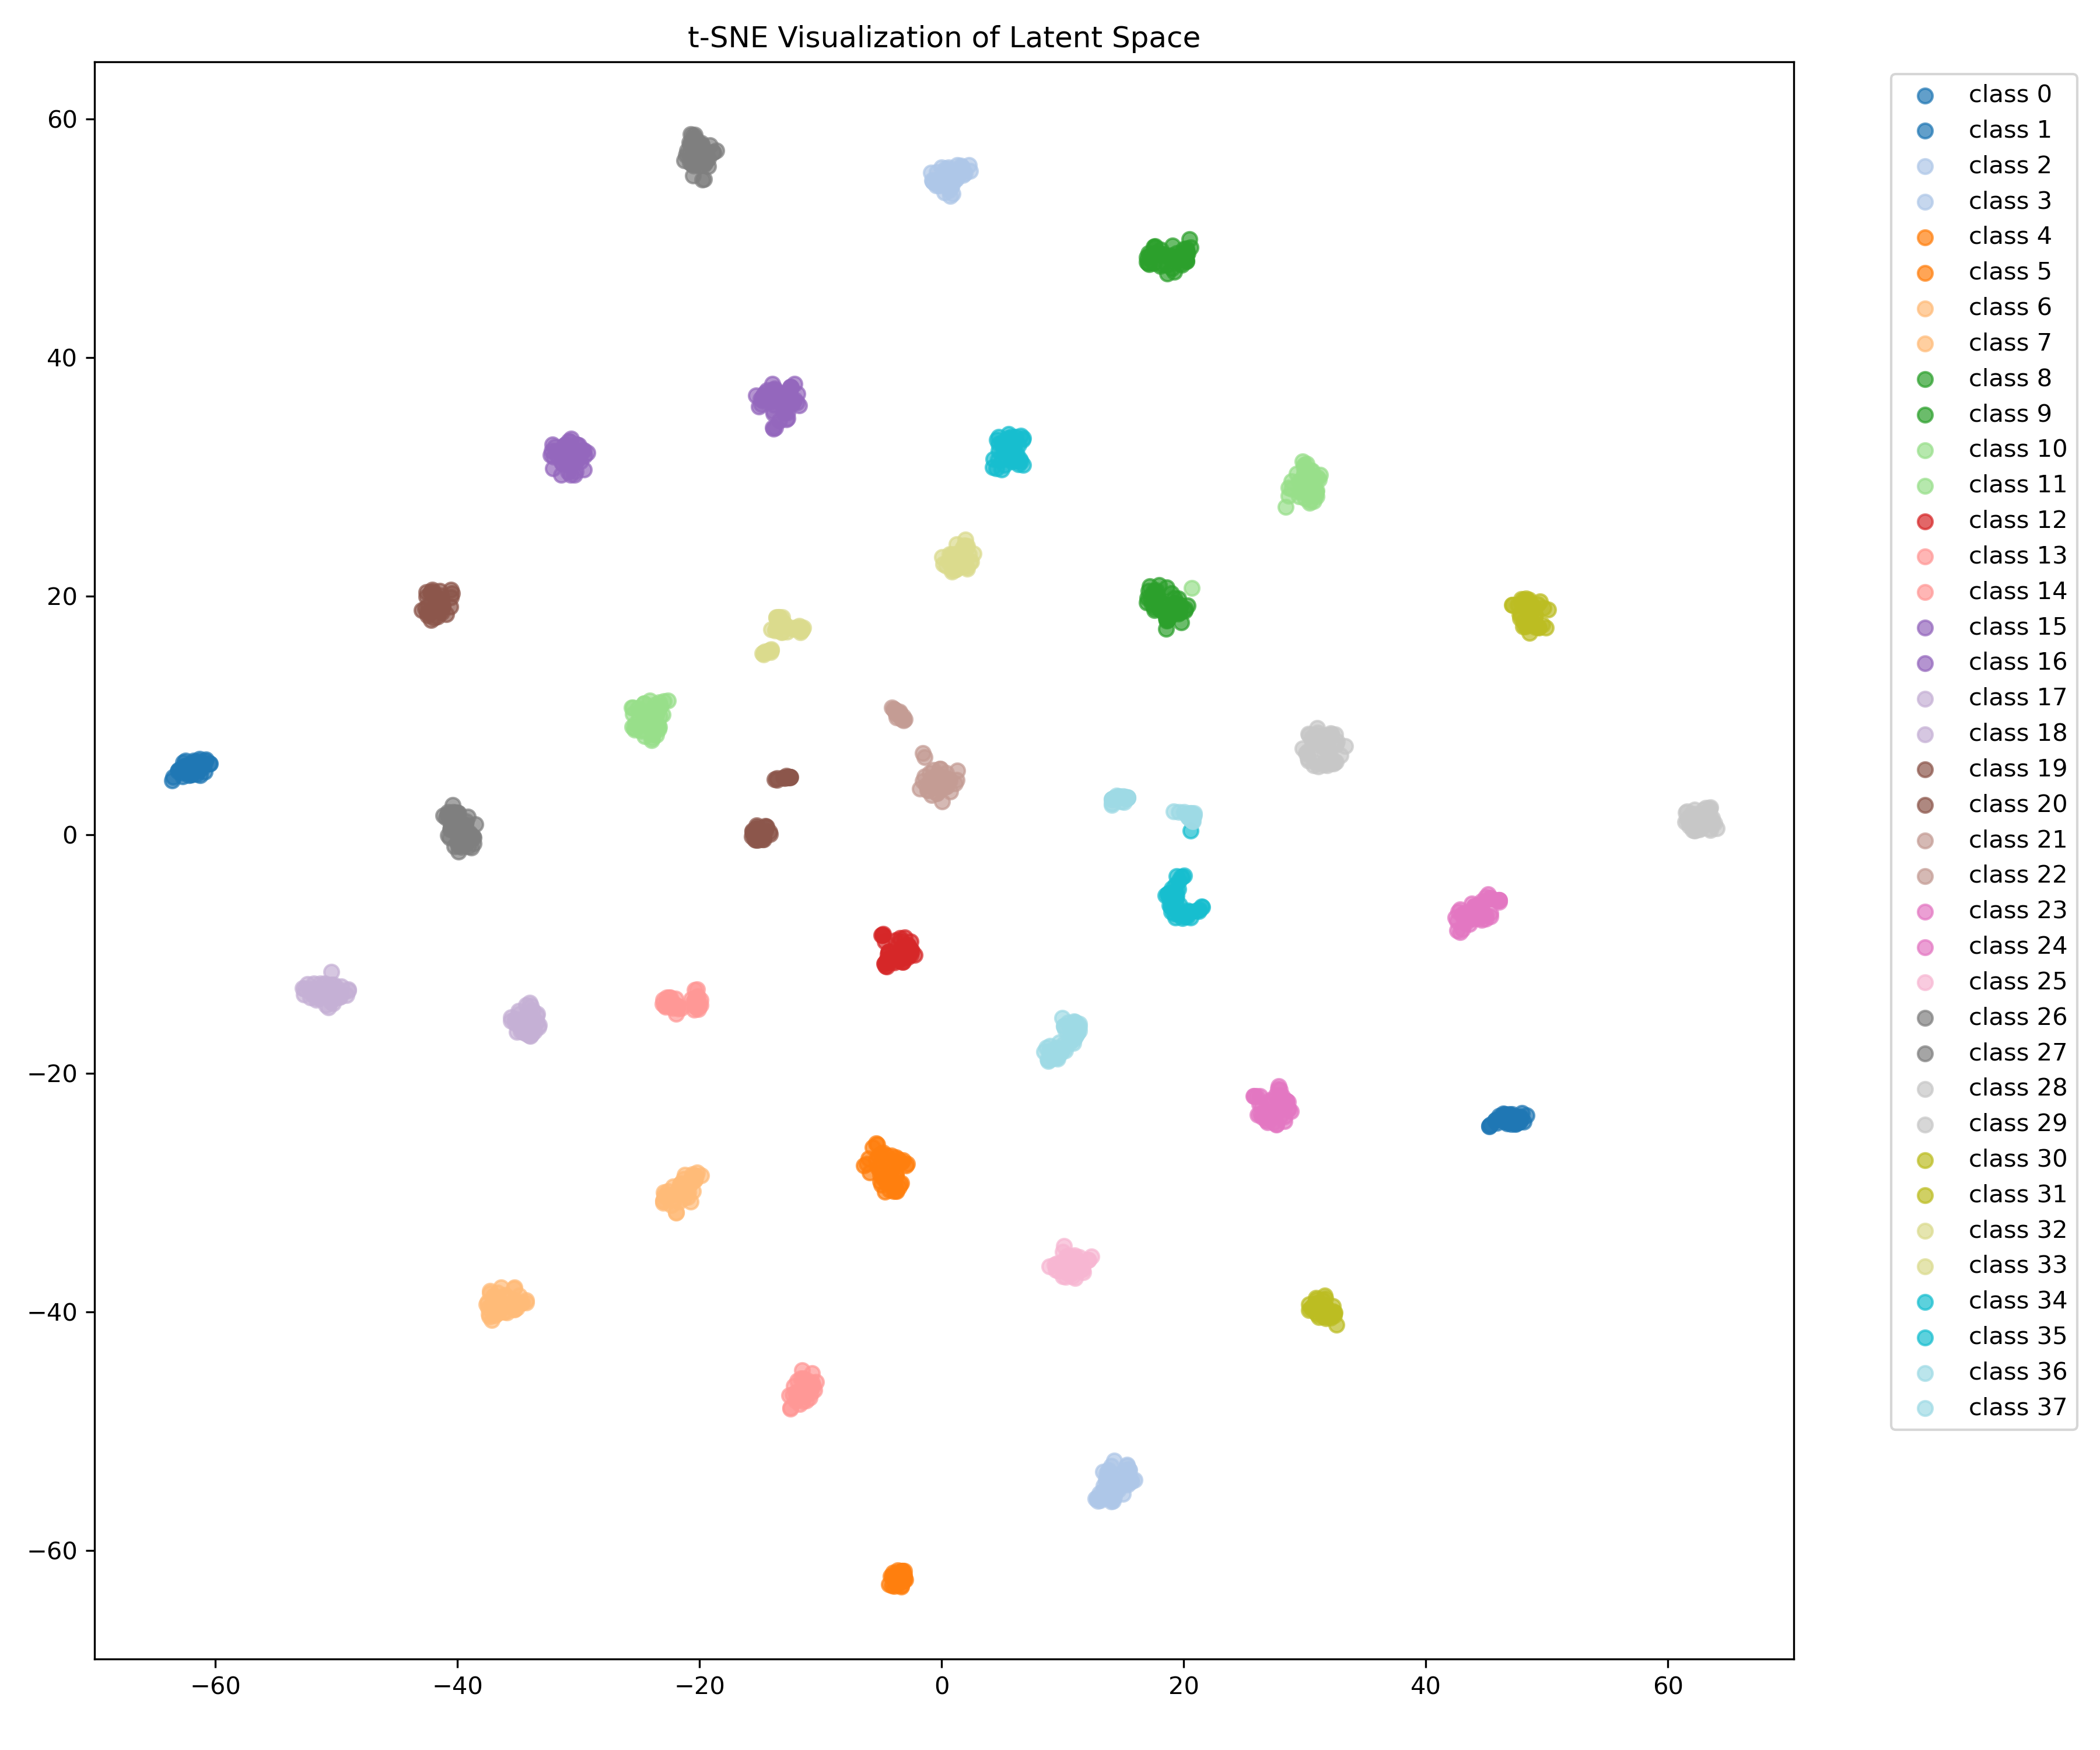 t-SNE Visualization of Latent Space
60
40
20
0
−20
−40
−60
−60
−40
−20
0
20
40
60
class 0
class 1
class 2
class 3
class 4
class 5
class 6
class 7
class 8
class 9
class 10
class 11
class 12
class 13
class 14
class 15
class 16
class 17
class 18
class 19
class 20
class 21
class 22
class 23
class 24
class 25
class 26
class 27
class 28
class 29
class 30
class 31
class 32
class 33
class 34
class 35
class 36
class 37